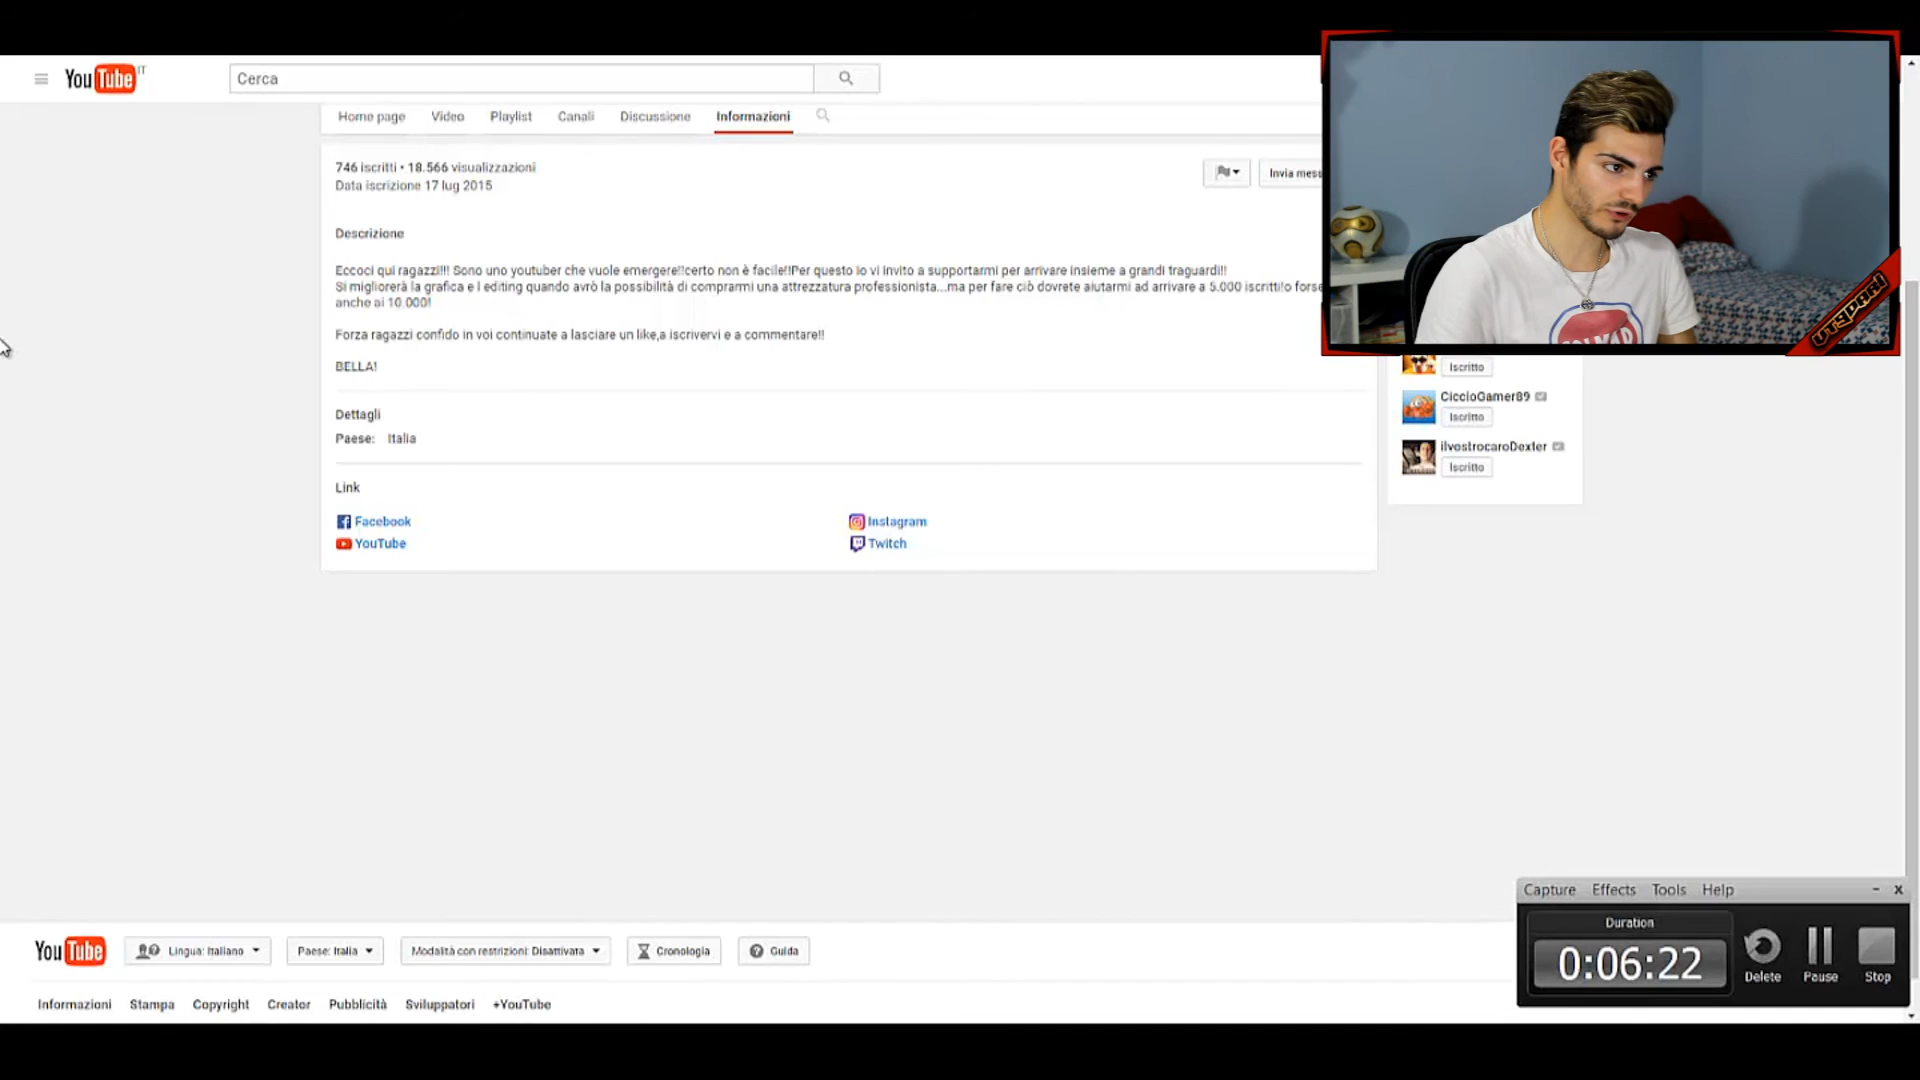 YouTube IT
Cerca
Home page Video Playlist Canali Discussione Informazioni
746 iscritti • 18.566 visualizzazioni
Data iscrizione 17 lug 2015
Invia mess
Descrizione
Eccoci qui ragazzi!!! Sono uno youtuber che vuole emergere!!certo non è facile!!Per questo io vi invito a supportarmi per arrivare insieme a grandi traguardi!!
Si migliorerà la grafica e l editing quando avrò la possibilità di comprarmi una attrezzatura professionista...ma per fare ciò dovrete aiutarmi ad arrivare a 5.000 iscritti!o forse
anche ai 10.000!
Forza ragazzi confido in voi continuate a lasciare un like,a iscrivervi e a commentare!!
BELLA!
Dettagli
Paese: Italia
Link
Facebook
Instagram
YouTube
Twitch
Iscritto
CiccioGamer89
Iscritto
ilvostrocaroDexter
Iscritto
Capture Effects Tools Help
Duration
0:06:22
Delete Pause Stop
YouTube Lingua: Italiano Paese: Italia Modalità con restrizioni: Disattivata Cronologia Guida
Informazioni Stampa Copyright Creator Pubblicità Sviluppatori +YouTube